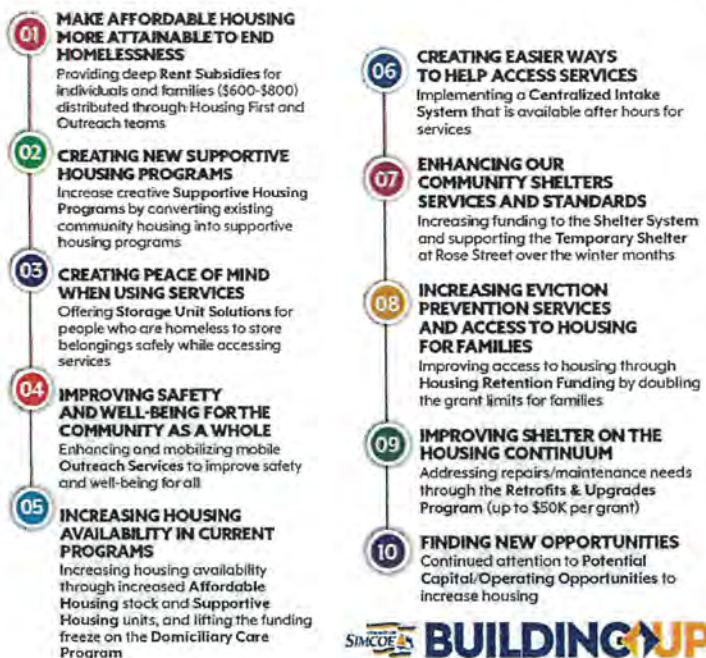 01
MAKE AFFORDABLE HOUSING
MORE ATTAINABLE TO END
HOMELESSNESS
Providing deep Rent Subsidies for
individuals and families ($600-$800)
distributed through Housing First and
Outreach teams
02
CREATING NEW SUPPORTIVE
HOUSING PROGRAMS
Increase creative Supportive Housing
Programs by converting existing
community housing into supportive
housing programs
03
CREATING PEACE OF MIND
WHEN USING SERVICES
Offering Storage Unit Solutions for
people who are homeless to store
belongings safely while accessing
services
04
IMPROVING SAFETY
AND WELL-BEING FOR THE
COMMUNITY AS A WHOLE
Enhancing and mobilizing mobile
Outreach Services to improve safety
and well-being for all
05
INCREASING HOUSING
AVAILABILITY IN CURRENT
PROGRAMS
Increasing housing availability
through increased Affordable
Housing stock and Supportive
Housing units, and lifting the funding
freeze on the Domiciliary Care
Program
06
CREATING EASIER WAYS
TO HELP ACCESS SERVICES
Implementing a Centralized Intake
System that is available after hours for
services
07
ENHANCING OUR
COMMUNITY SHELTERS
SERVICES AND STANDARDS
Increasing funding to the Shelter System
and supporting the Temporary Shelter
at Rose Street over the winter months
08
INCREASING EVICTION
PREVENTION SERVICES
AND ACCESS TO HOUSING
FOR FAMILIES
Improving access to housing through
Housing Retention Funding by doubling
the grant limits for families
09
IMPROVING SHELTER ON THE
HOUSING CONTINUUM
Addressing repairs/maintenance needs
through the Retrofits & Upgrades
Program (up to $50K per grant)
10
FINDING NEW OPPORTUNITIES
Continued attention to Potential
Capital/Operating Opportunities to
increase housing
SIMCOE BUILDING UP